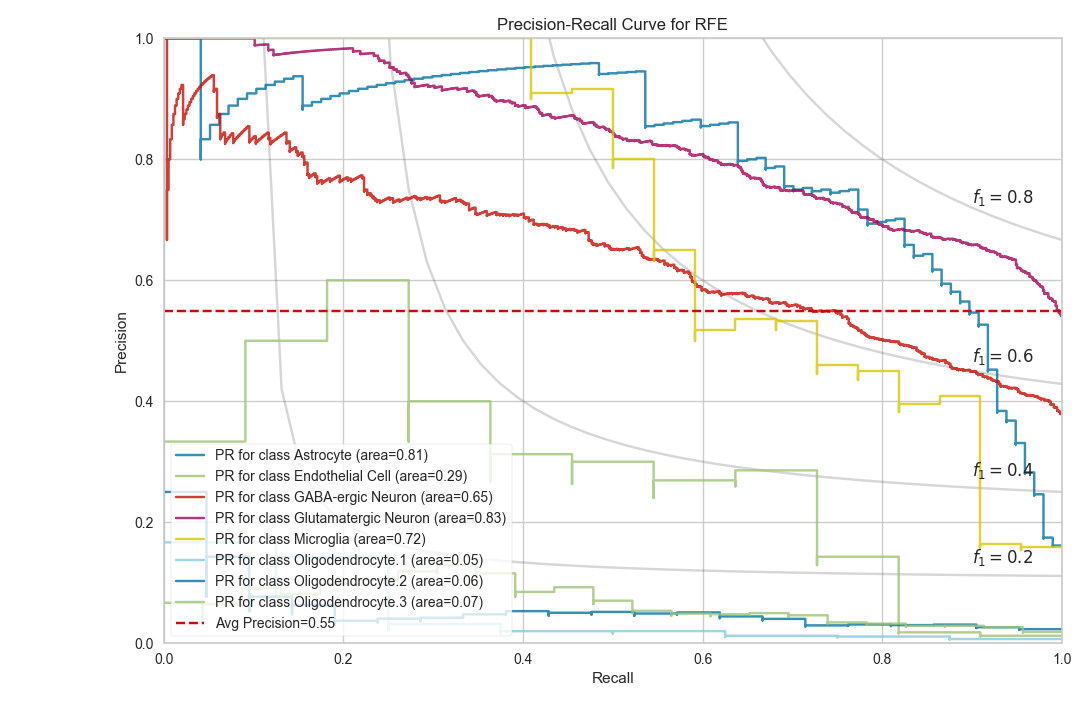 Precision-Recall Curve for RFE
Precision
1.0
0.8
0.6
0.4
0.2
0.0
f1 = 0.8
f1 = 0.6
f1 = 0.4
f1 = 0.2
PR for class Astrocyte (area=0.81)
PR for class Endothelial Cell (area=0.29)
PR for class GABA-ergic Neuron (area=0.65)
PR for class Glutamatergic Neuron (area=0.83)
PR for class Microglia (area=0.72)
PR for class Oligodendrocyte.1 (area=0.05)
PR for class Oligodendrocyte.2 (area=0.06)
PR for class Oligodendrocyte.3 (area=0.07)
Avg Precision=0.55
0.0 0.2 0.4 0.6 0.8 1.0
Recall